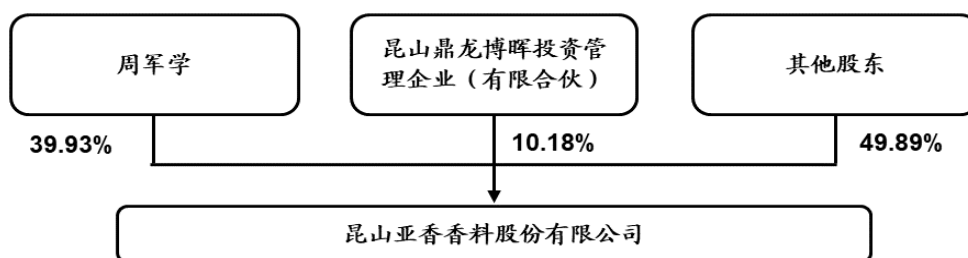 周军学
昆山鼎龙博晖投资管
理企业（有限合伙）
其他股东
39.93%
10.18%
49.89%
昆山亚香香料股份有限公司